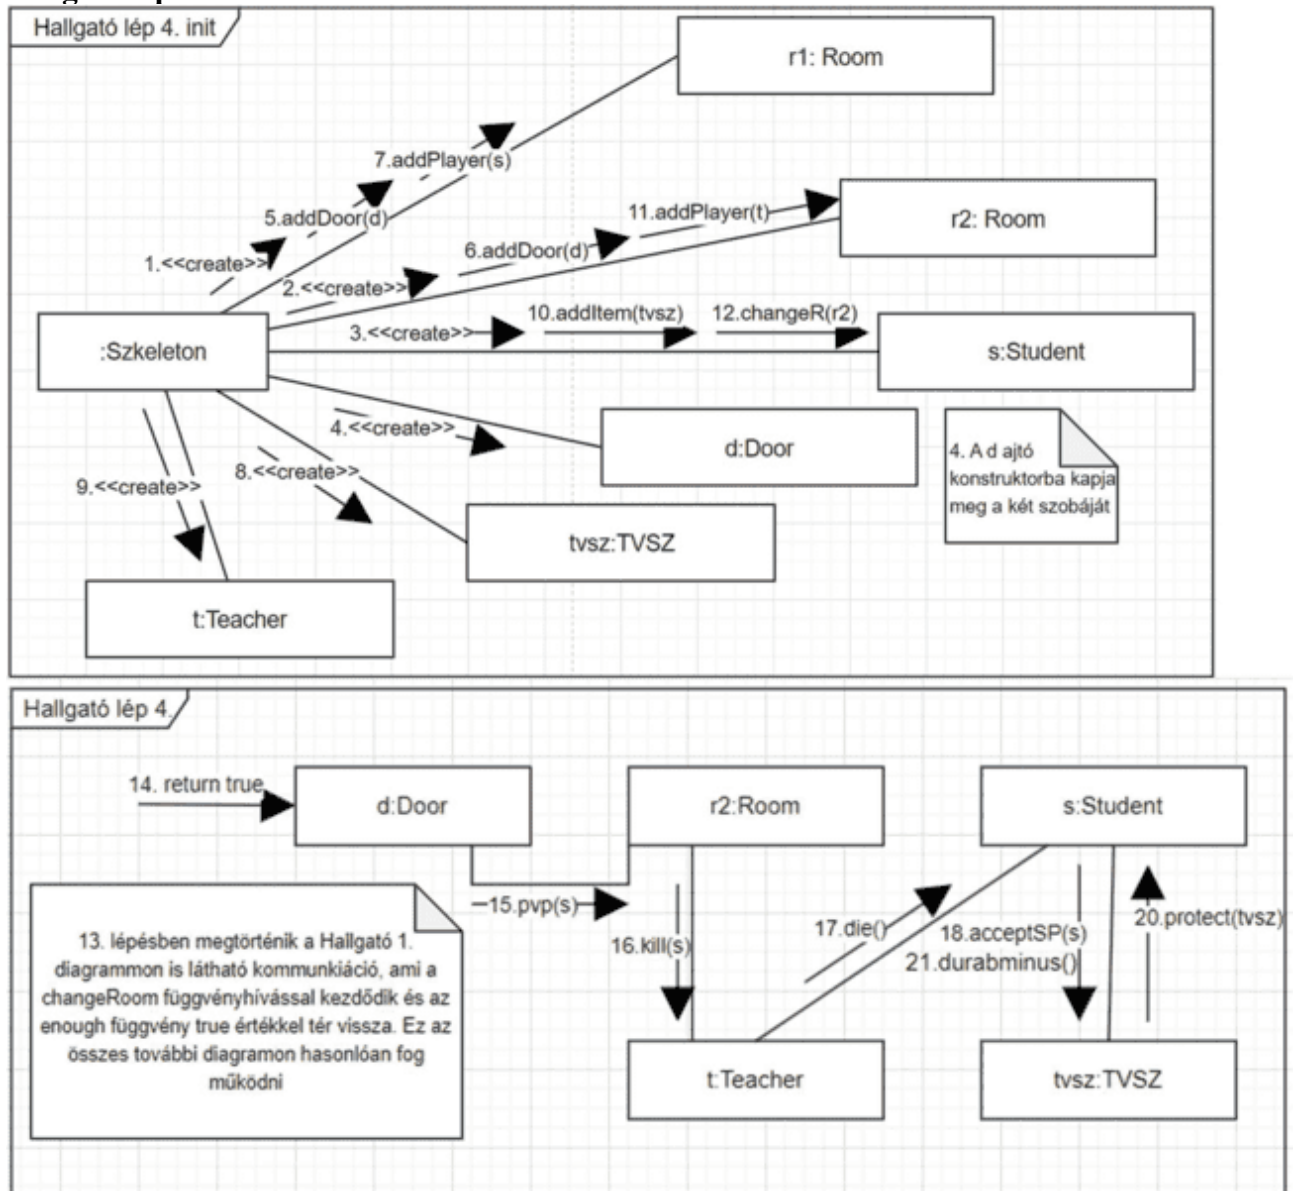 Hallgató lép 4. init
r1: Room
7.addPlayer(s)
5.addDoor(d)
11.addPlayer(t)
r2: Room
6.addDoor(d)
1.<<create>>
2.<<create>>
10.addItem(tvsz)
12.changeR(r2)
3.<<create>>
:Szkeleton
s:Student
4.<<create>>
d:Door
4. A d ajtó
konstruktorba kapja
meg a két szobáját
8.<<create>>
9.<<create>>
tvsz:TVSZ
t:Teacher
Hallgató lép 4.
14. return true
d:Door
r2:Room
s:Student
15.pvp(s)
16.kill(s)
17.die()
18.acceptSP(s)
21.durabminus()
20.protect(tvsz)
13. lépésben megtörténik a Hallgató 1.
diagrammon is látható kommunkiáció, ami a
changeRoom függvényhívással kezdődik és az
enough függvény true értékkel tér vissza. Ez az
összes további diagramon hasonlóan fog
működni
t:Teacher
tvsz:TVSZ